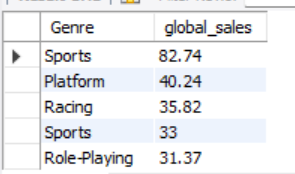 Genre global_sales
Sports 82.74
Platform 40.24
Racing 35.82
Sports 33
Role-Playing 31.37